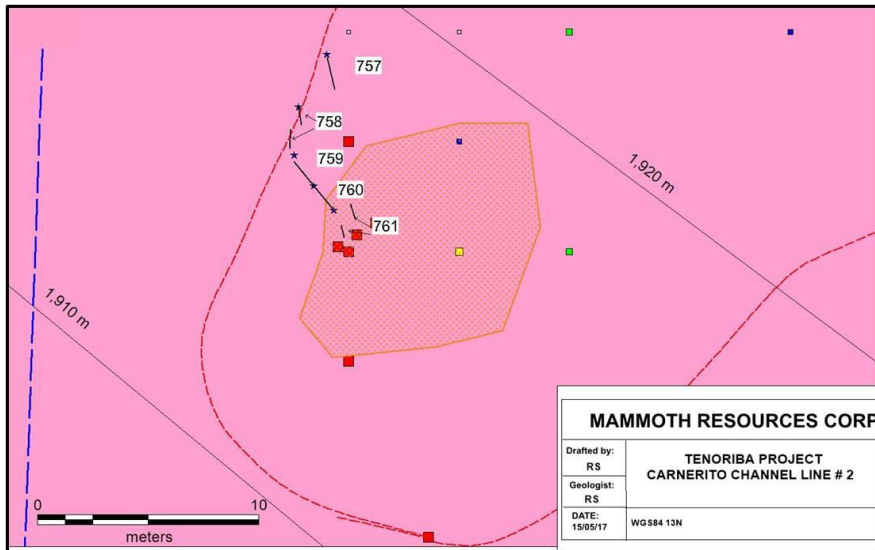 757
758
759
760
761
1,920 m
1,910 m
0
10
meters
MAMMOTH RESOURCES CORP
Drafted by:
RS
TENORIBA PROJECT
CARNERITO CHANNEL LINE # 2
Geologist:
RS
DATE:
15/05/17
WGS84 13N